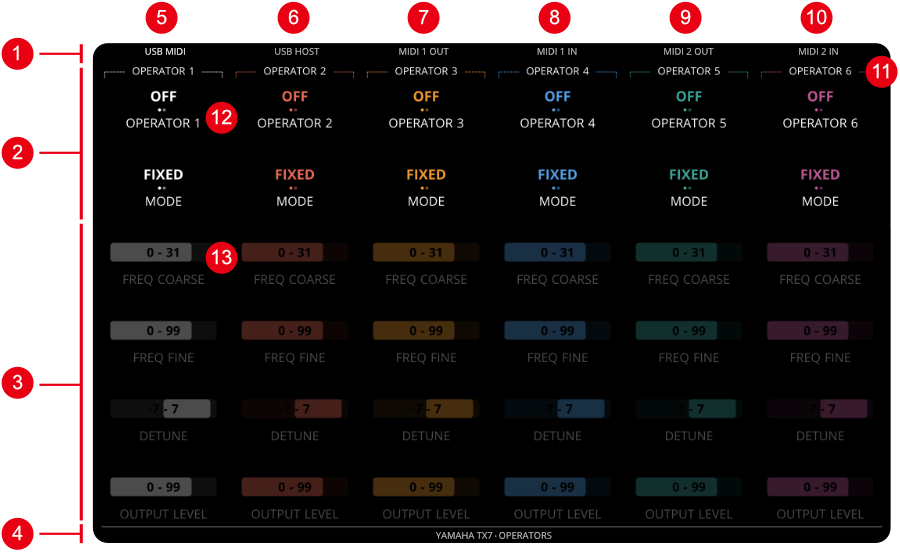 5 6 7 8 9 10
1 USB MIDI USB HOST MIDI 1 OUT MIDI 1 IN MIDI 2 OUT MIDI 2 IN
OPERATOR 1 OPERATOR 2 OPERATOR 3 OPERATOR 4 OPERATOR 5 OPERATOR 6 11
OFF OFF OFF OFF OFF OFF
OPERATOR 1 12 OPERATOR 2 OPERATOR 3 OPERATOR 4 OPERATOR 5 OPERATOR 6
2
FIXED FIXED FIXED FIXED FIXED FIXED
MODE MODE MODE MODE MODE MODE
0 - 31 13 0 - 31 0 - 31 0 - 31 0 - 31 0 - 31
FREQ COARSE FREQ COARSE FREQ COARSE FREQ COARSE FREQ COARSE FREQ COARSE
0 - 99 0 - 99 0 - 99 0 - 99 0 - 99 0 - 99
FREQ FINE FREQ FINE FREQ FINE FREQ FINE FREQ FINE FREQ FINE
3
-7 - 7 -7 - 7 -7 - 7 -7 - 7 -7 - 7 -7 - 7
DETUNE DETUNE DETUNE DETUNE DETUNE DETUNE
0 - 99 0 - 99 0 - 99 0 - 99 0 - 99 0 - 99
OUTPUT LEVEL OUTPUT LEVEL OUTPUT LEVEL OUTPUT LEVEL OUTPUT LEVEL OUTPUT LEVEL
4 YAMAHA TX7 · OPERATORS